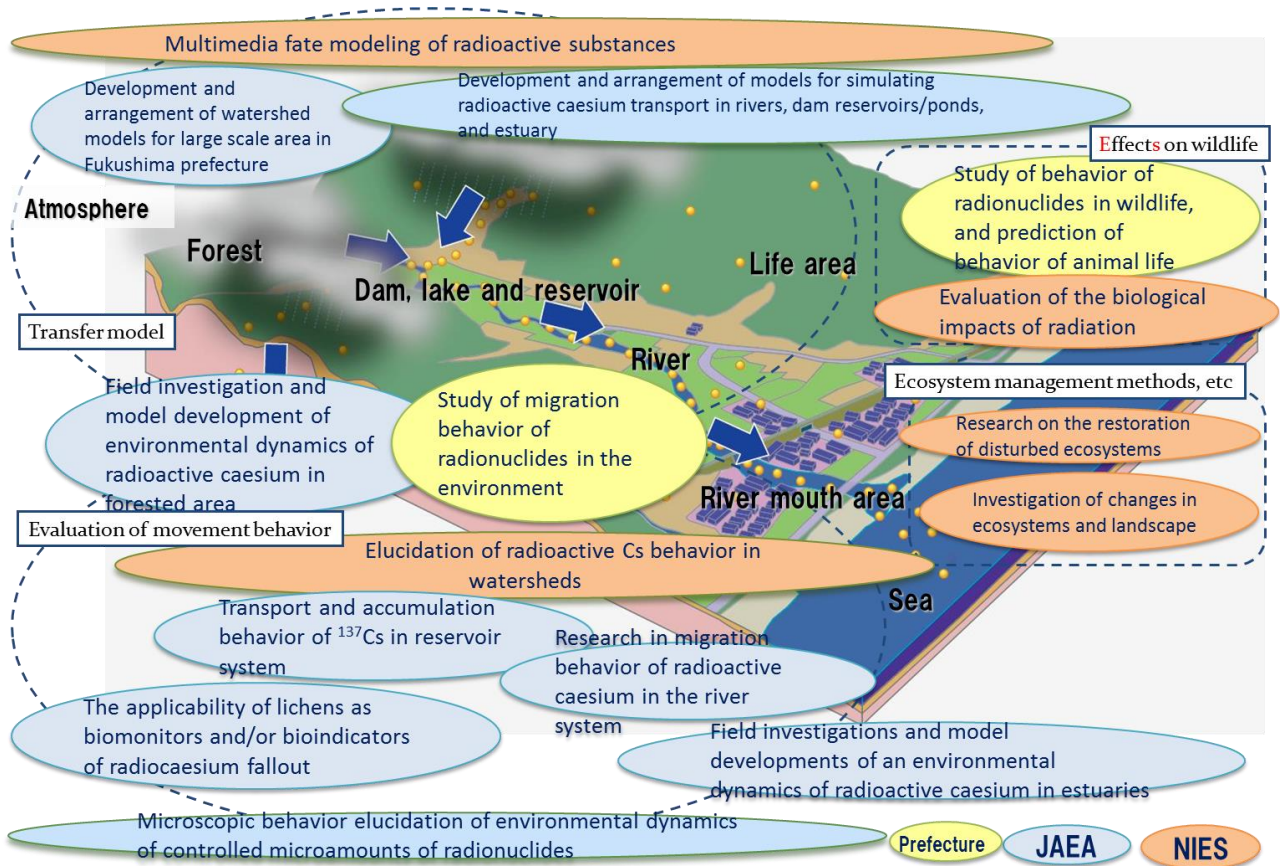 Multimedia fate modeling of radioactive substances
Development and
arrangement of watershed
models for large scale area in
Fukushima prefecture
Development and arrangement of models for simulating
radioactive caesium transport in rivers, dam reservoirs/ponds,
and estuary
Effects on wildlife
Study of behavior of
radionuclides in wildlife,
and prediction of
behavior of animal life
Atmosphere
Forest
Life area
Dam, lake and reservoir
Evaluation of the biological
impacts of radiation
Transfer model
River
Ecosystem management methods, etc
Field investigation and
model development of
environmental dynamics of
radioactive caesium in
forested area
Study of migration
behavior of
radionuclides in the
environment
Research on the restoration
of disturbed ecosystems
River mouth area
Investigation of changes in
ecosystems and landscape
Evaluation of movement behavior
Elucidation of radioactive Cs behavior in
watersheds
Sea
Transport and accumulation
behavior of ¹³⁷Cs in reservoir
system
Research in migration
behavior of radioactive
caesium in the river
system
The applicability of lichens as
biomonitors and/or bioindicators
of radiocaesium fallout
Field investigations and model
developments of an environmental
dynamics of radioactive caesium in estuaries
Microscopic behavior elucidation of environmental dynamics
of controlled microamounts of radionuclides
Prefecture
JAEA
NIES